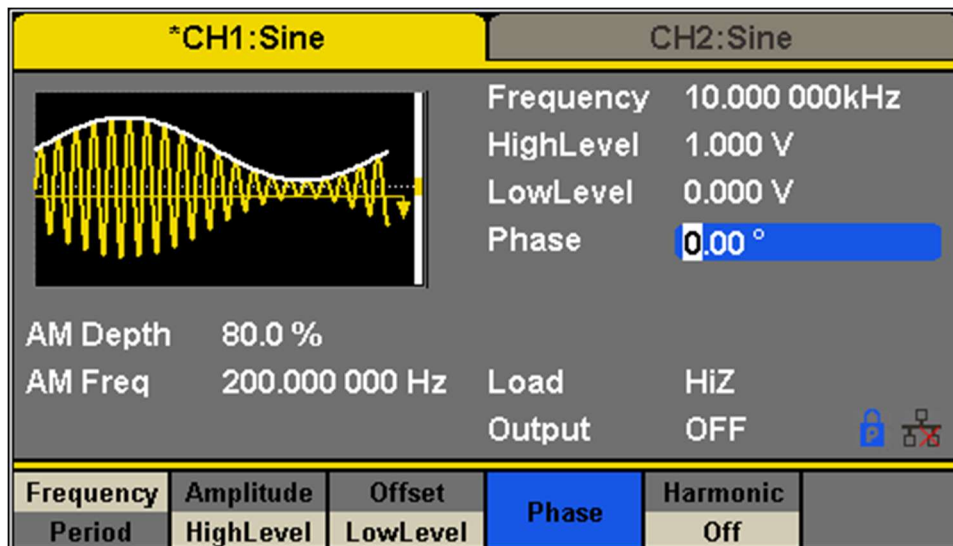 *CH1:Sine CH2:Sine
Frequency 10.000 000kHz
HighLevel 1.000 V
LowLevel 0.000 V
Phase 0.00 °
AM Depth 80.0 %
AM Freq 200.000 000 Hz Load HiZ
Output OFF P
Frequency Amplitude Offset Phase Harmonic
Period HighLevel LowLevel Off